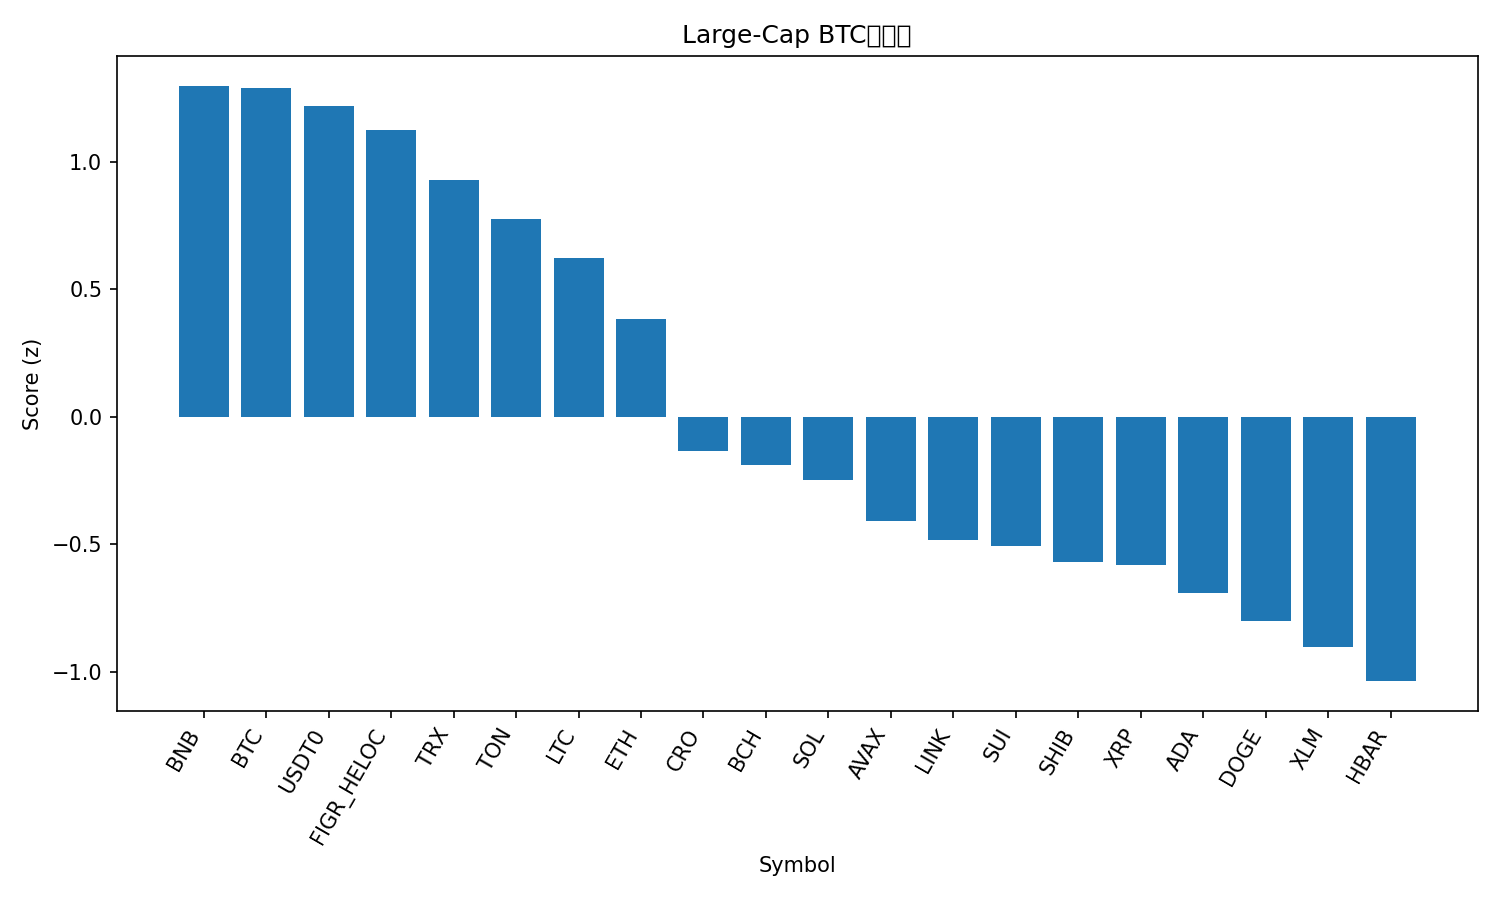 Large-Cap BTC
1.0
0.5
0.0
−0.5
−1.0
Score (z)
BNB
BTC
USDT0
FIGR_HELOC
TRX
TON
LTC
ETH
CRO
BCH
SOL
AVAX
LINK
SUI
SHIB
XRP
ADA
DOGE
XLM
HBAR
Symbol